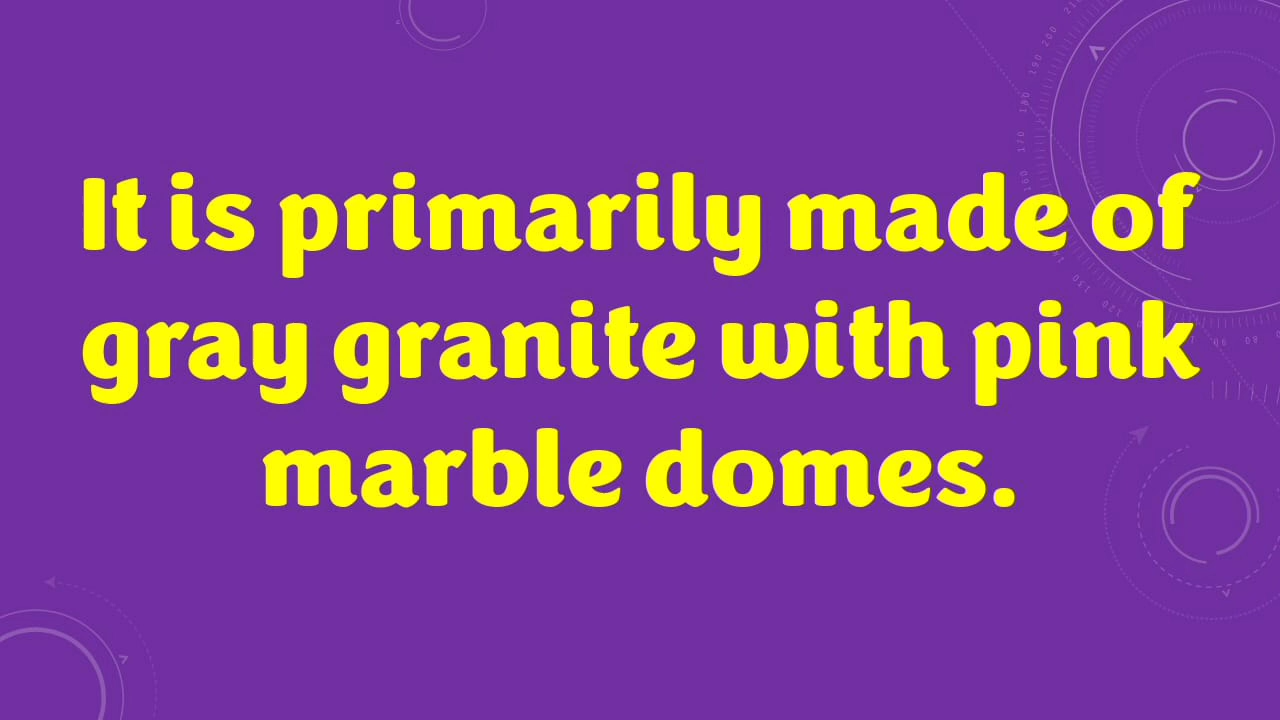 It is primarily made of
gray granite with pink
marble domes.